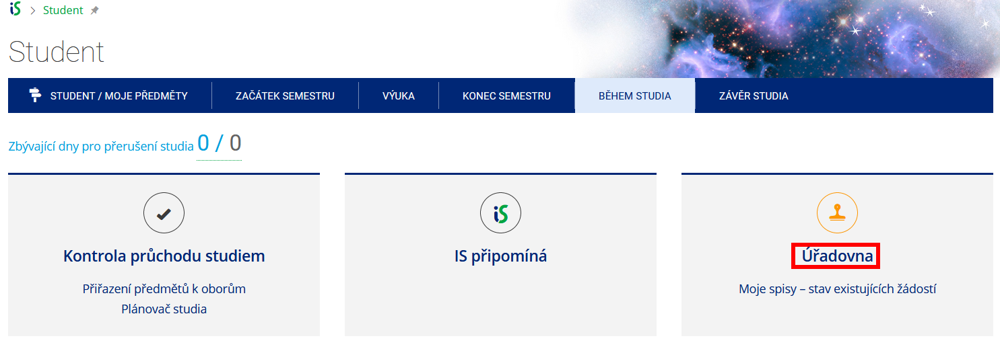 iS > Student
Student
STUDENT / MOJE PŘEDMĚTY ZAČÁTEK SEMESTRU VÝUKA KONEC SEMESTRU BĚHEM STUDIA ZÁVĚR STUDIA
Zbývající dny pro přerušení studia 0 / 0
iS
Kontrola průchodu studiem
Přiřazení předmětů k oborům
Plánovač studia
IS připomíná
Úřadovna
Moje spisy – stav existujících žádostí